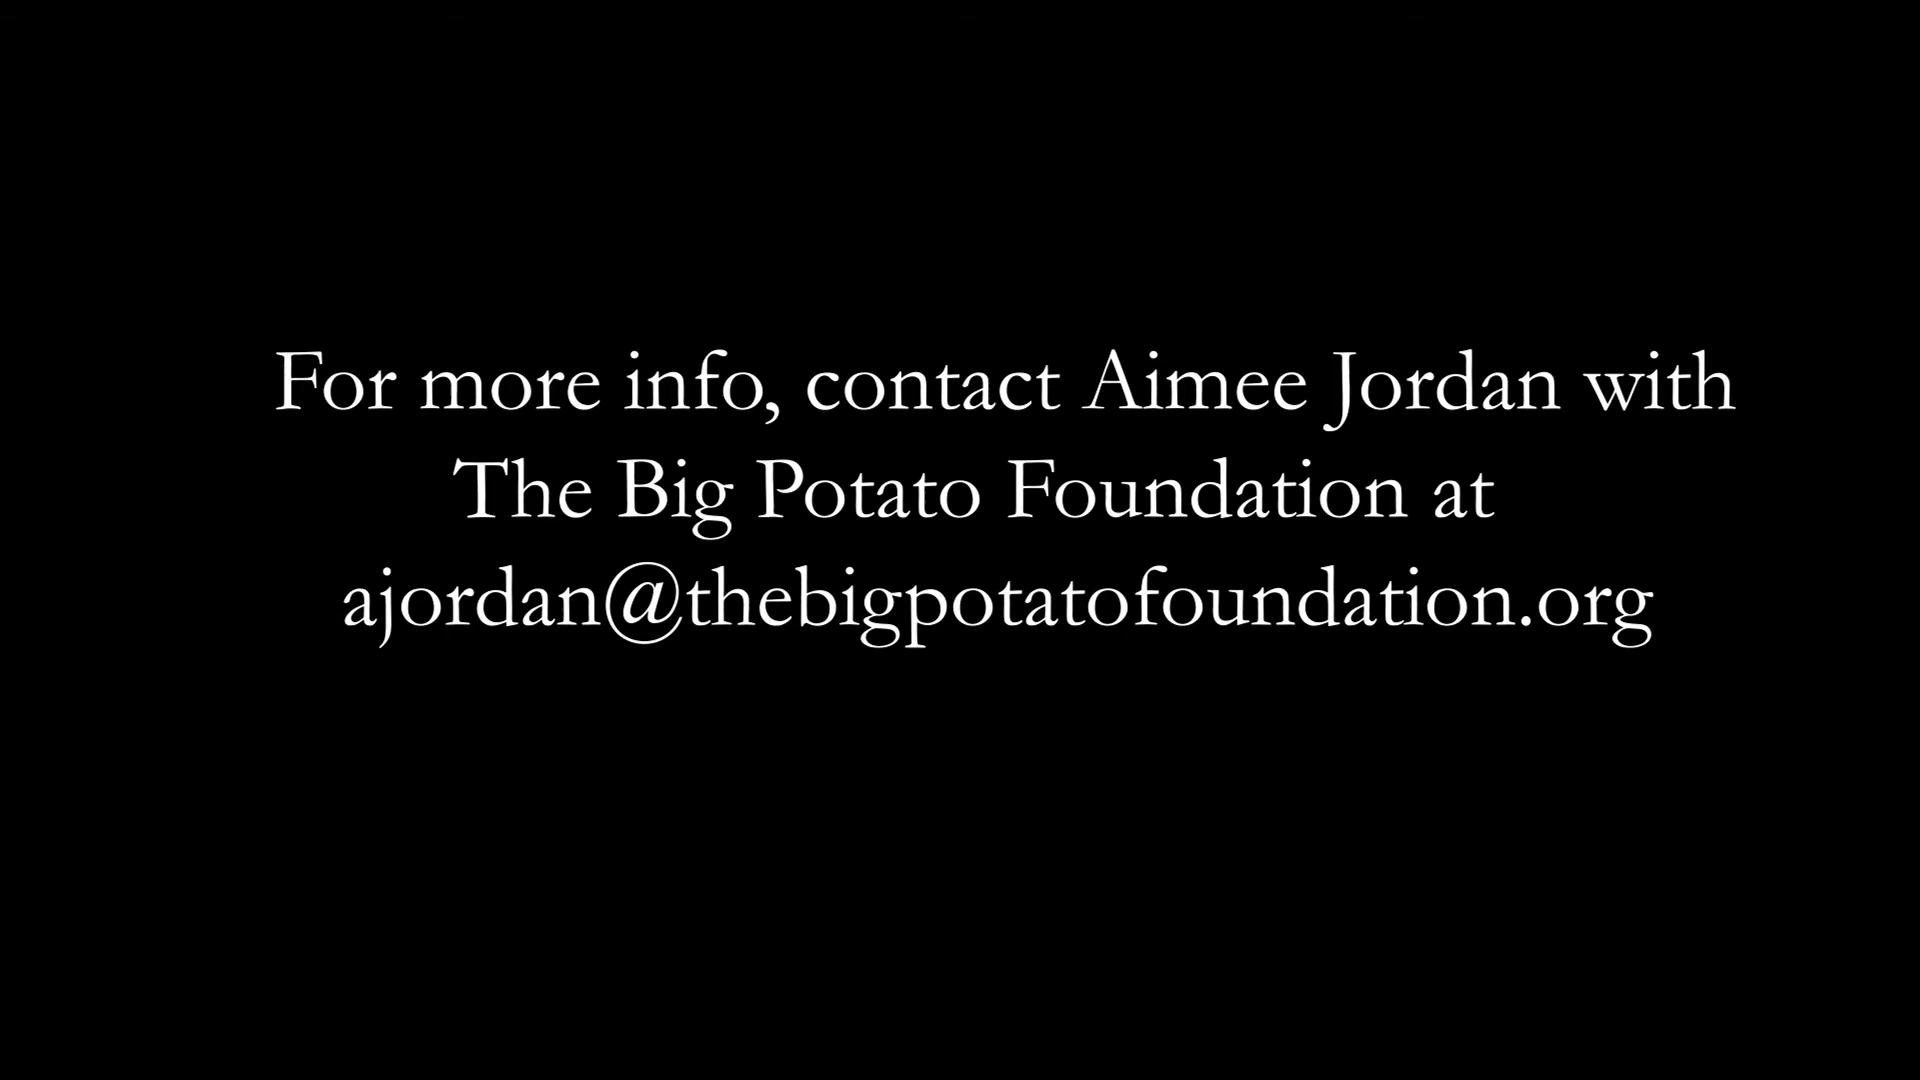 For more info, contact Aimee Jordan with
The Big Potato Foundation at
ajordan@thebigpotatofoundation.org